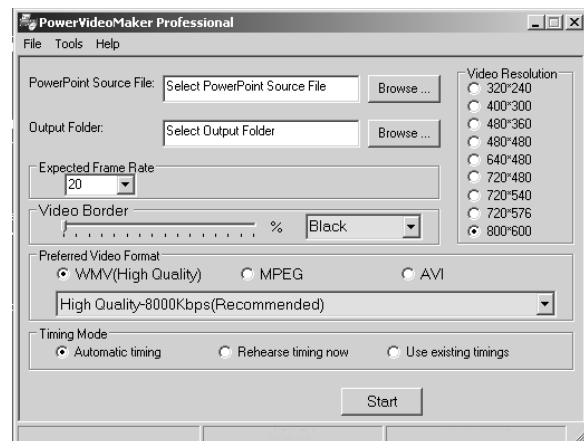 PowerVideoMaker Professional
File Tools Help
PowerPoint Source File: Select PowerPoint Source File Browse ...
Output Folder: Select Output Folder Browse ...
Expected Frame Rate
20
Video Border
% Black
Video Resolution
320*240
400*300
480*360
480*480
640*480
720*480
720*540
720*576
800*600
Preferred Video Format
WMV(High Quality) MPEG AVI
High Quality-8000Kbps(Recommended)
Timing Mode
Automatic timing Rehearse timing now Use existing timings
Start